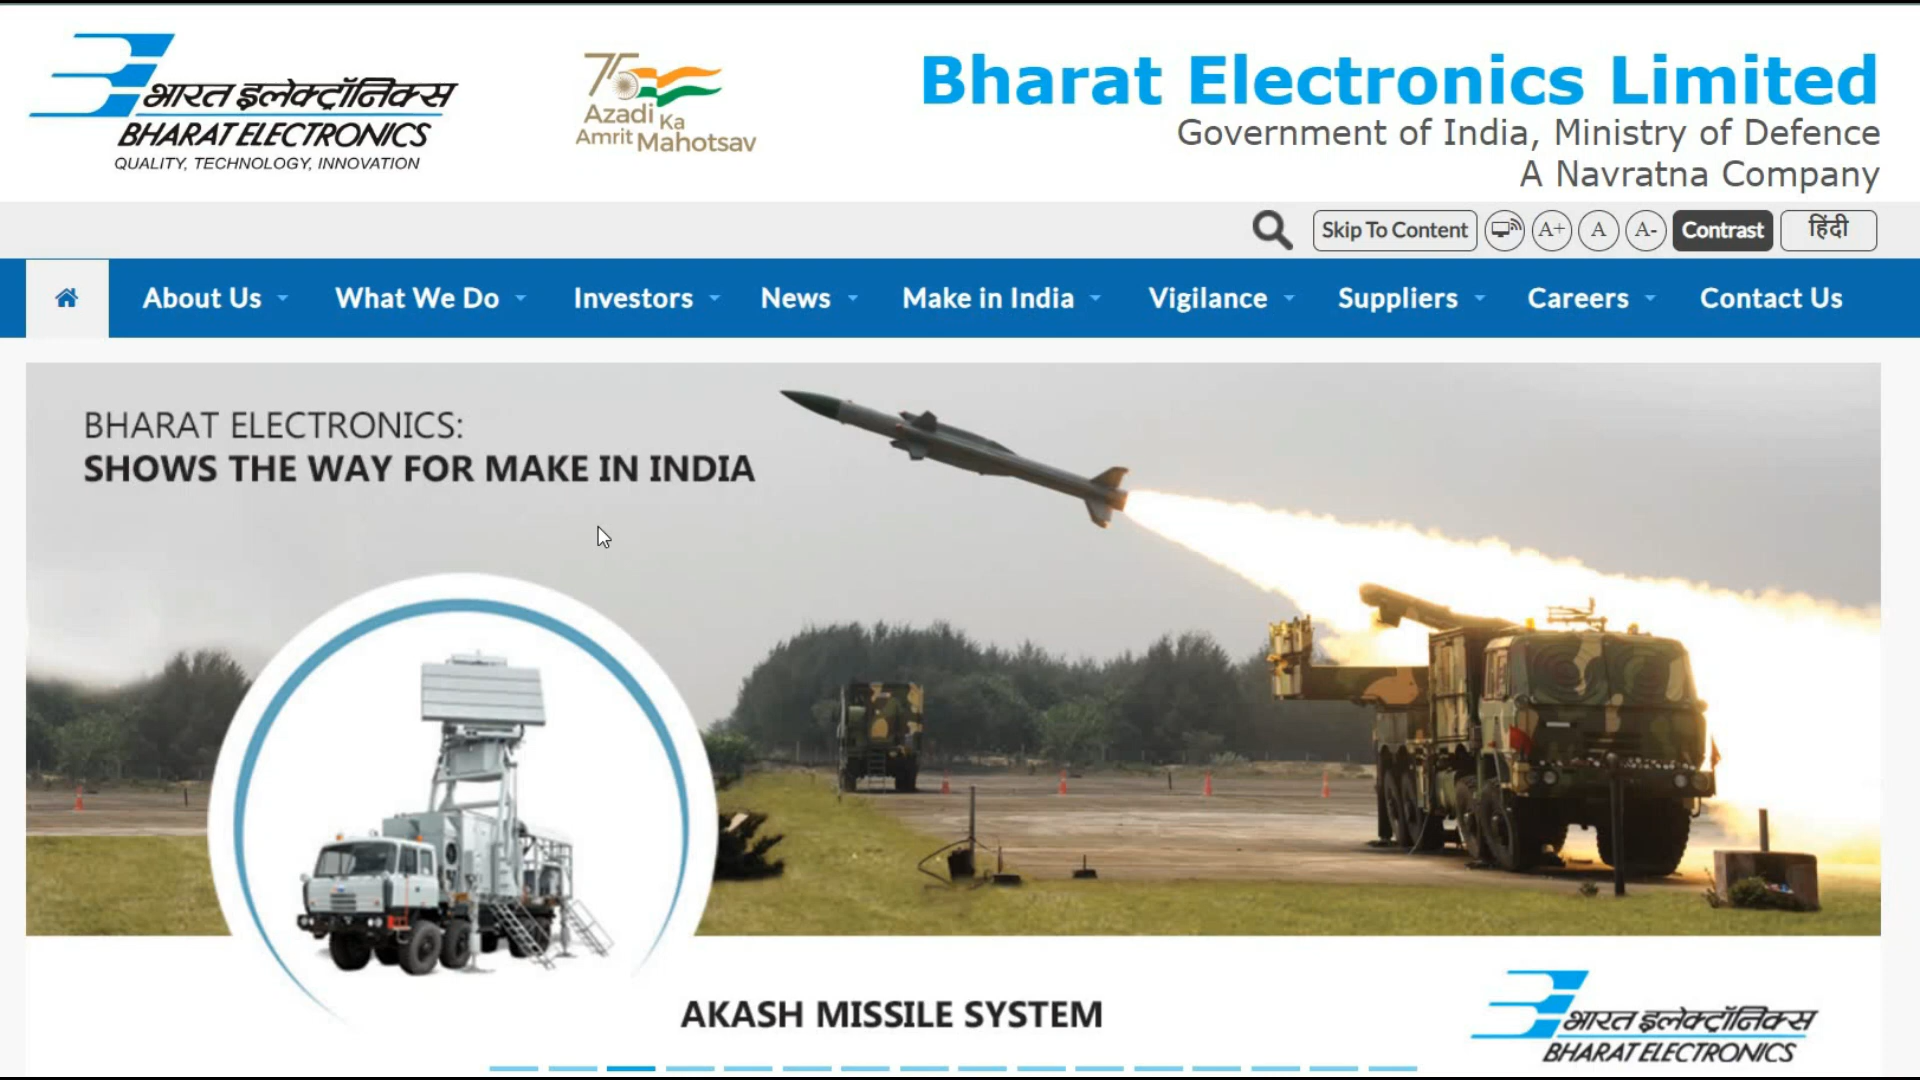 भारत इलेक्ट्रॉनिक्स
BHARAT ELECTRONICS
QUALITY, TECHNOLOGY, INNOVATION
75
Azadi Ka
Amrit Mahotsav
Bharat Electronics Limited
Government of India, Ministry of Defence
A Navratna Company
Skip To Content A+ A A- Contrast हिंदी
About Us What We Do Investors News Make in India Vigilance Suppliers Careers Contact Us
BHARAT ELECTRONICS:
SHOWS THE WAY FOR MAKE IN INDIA
AKASH MISSILE SYSTEM
भारत इलेक्ट्रॉनिक्स
BHARAT ELECTRONICS